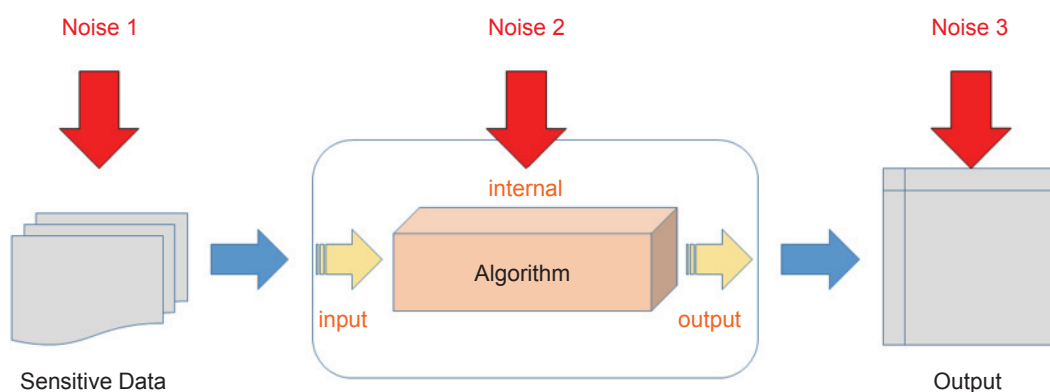 Noise 1
Noise 2
Noise 3
internal
Algorithm
input
output
Sensitive Data
Output